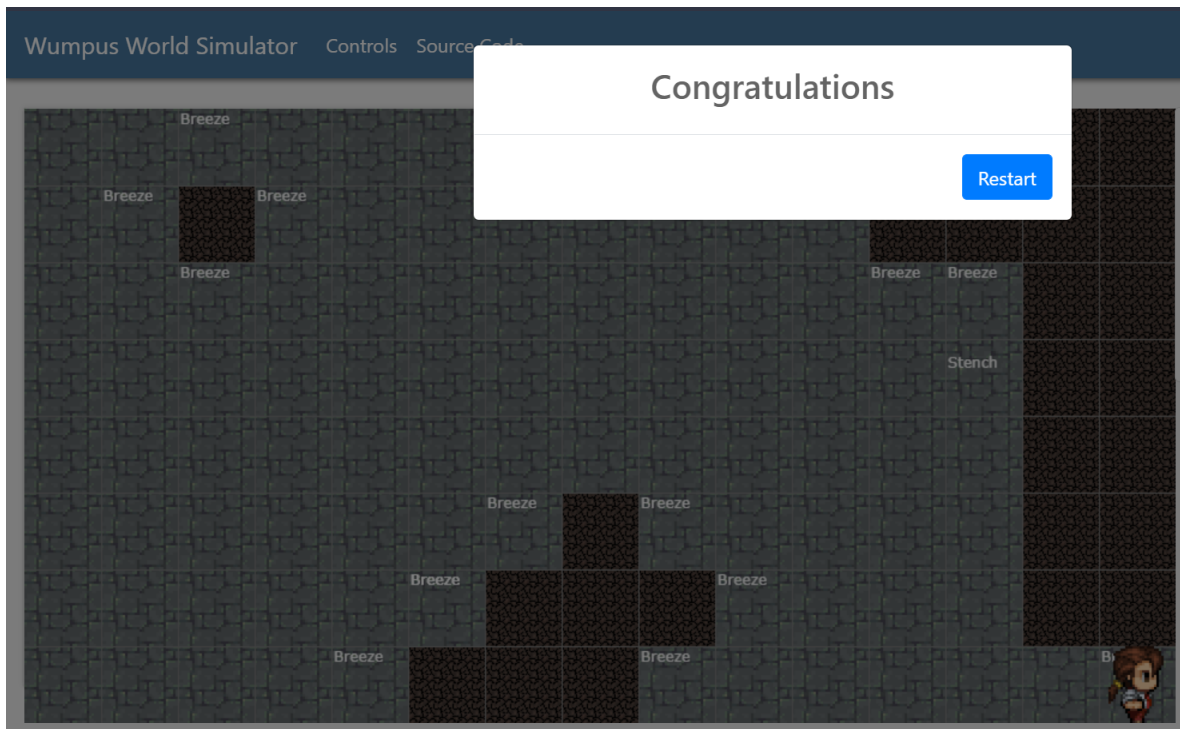 Wumpus World Simulator Controls Source Code
Congratulations
Restart
Breeze
Breeze Breeze
Breeze Breeze Breeze
Stench
Breeze Breeze
Breeze Breeze
Breeze Breeze